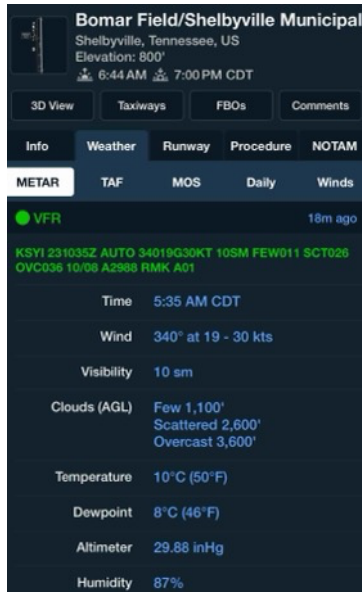 Bomar Field/Shelbyville Municipal
Shelbyville, Tennessee, US
Elevation: 800'
6:44 AM 7:00 PM CDT
3D View Taxiways FBOs Comments
Info Weather Runway Procedure NOTAM
METAR TAF MOS Daily Winds
VFR 18m ago
KSYI 231035Z AUTO 34019G30KT 10SM FEW011 SCT026
OVC036 10/08 A2988 RMK A01
Time 5:35 AM CDT
Wind 340° at 19 - 30 kts
Visibility 10 sm
Clouds (AGL) Few 1,100'
Scattered 2,600'
Overcast 3,600'
Temperature 10°C (50°F)
Dewpoint 8°C (46°F)
Altimeter 29.88 inHg
Humidity 87%